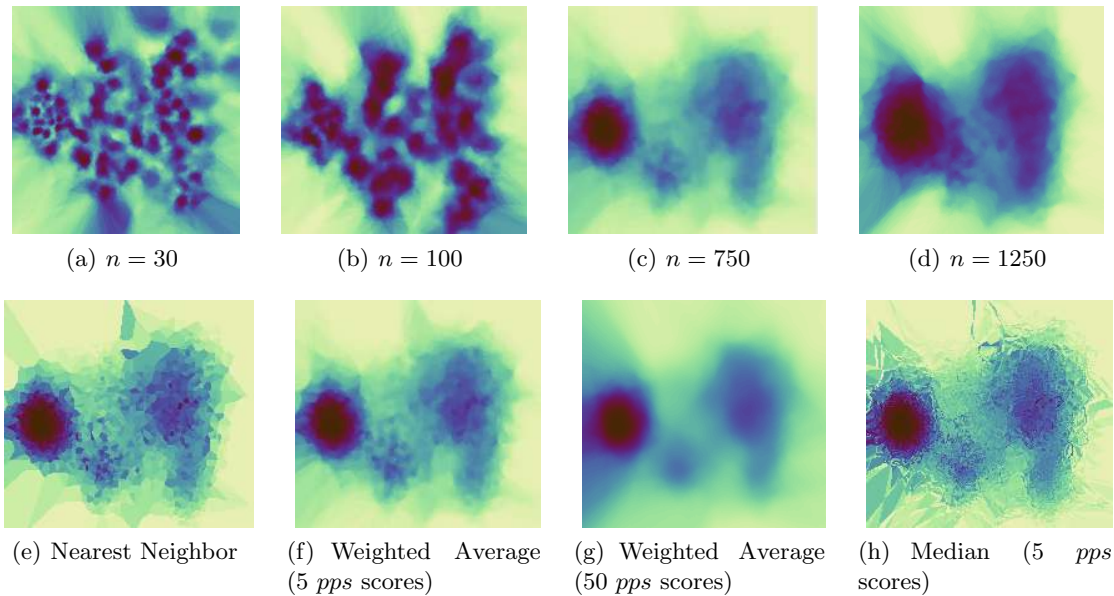 (a) n = 30
(b) n = 100
(c) n = 750
(d) n = 1250
(e) Nearest Neighbor
(f) Weighted Average
(5 pps scores)
(g) Weighted Average
(50 pps scores)
(h) Median (5 pps
scores)